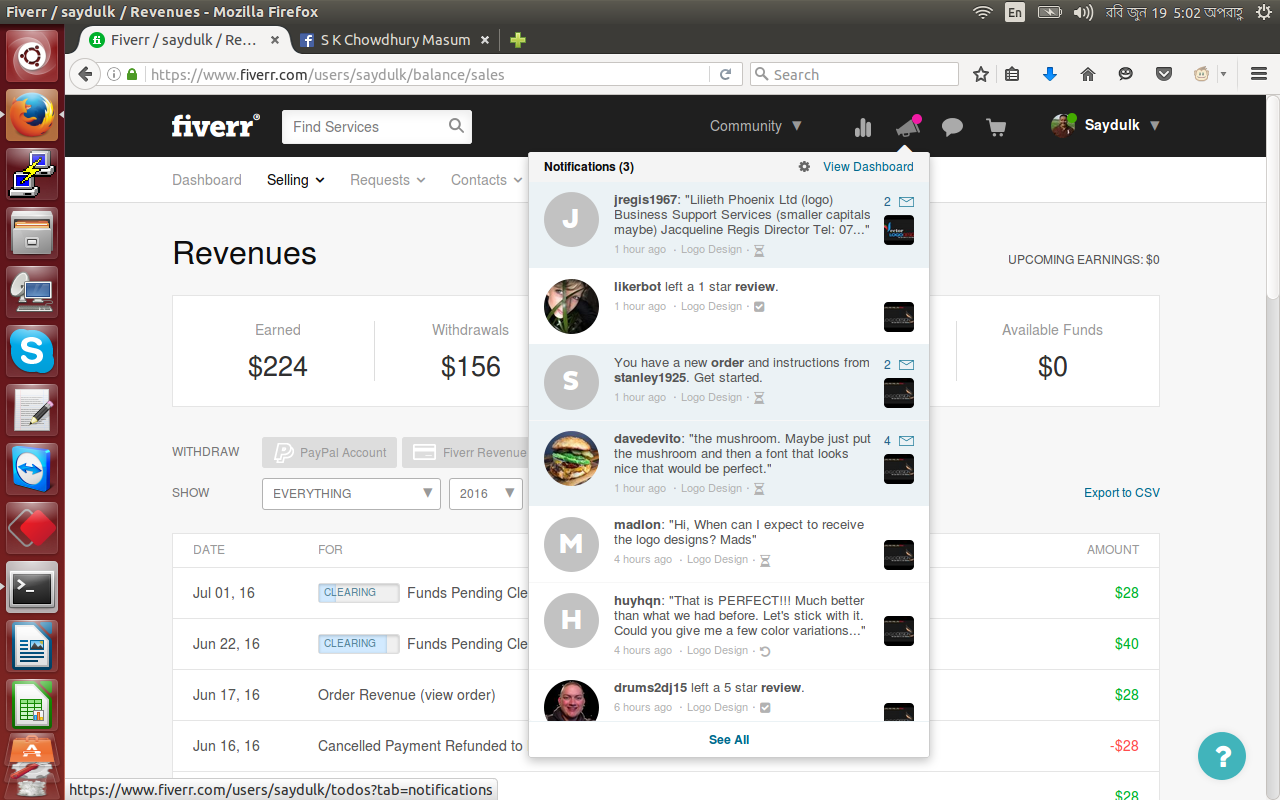 Fiverr / saydulk / Revenues - Mozilla Firefox
En
রবি জুন 19 5:02 অপরাহ্ণ
Fiverr / saydulk / Re... ×
S K Chowdhury Masum ×
https://www.fiverr.com/users/saydulk/balance/sales
Search
fiverr®
Find Services
Community
Saydulk
Dashboard
Selling
Requests
Contacts
Notifications (3)
View Dashboard
jregis1967: "Lilieth Phoenix Ltd (logo)
Business Support Services (smaller capitals
maybe) Jacqueline Regis Director Tel: 07..."
2
1 hour ago · Logo Design ·
likerbot left a 1 star review.
1 hour ago · Logo Design ·
You have a new order and instructions from
stanley1925. Get started.
2
1 hour ago · Logo Design ·
davedevito: "the mushroom. Maybe just put
the mushroom and then a font that looks
nice that would be perfect."
4
1 hour ago · Logo Design ·
madlon: "Hi, When can I expect to receive
the logo designs? Mads"
4 hours ago · Logo Design ·
huyhqn: "That is PERFECT!!! Much better
than what we had before. Let's stick with it.
Could you give me a few color variations..."
4 hours ago · Logo Design ·
drums2dj15 left a 5 star review.
6 hours ago · Logo Design ·
See All
J
S
M
H
Revenues
UPCOMING EARNINGS: $0
Earned
$224
Withdrawals
$156
Available Funds
$0
WITHDRAW
PayPal Account
Fiverr Revenue
SHOW
EVERYTHING
2016
Export to CSV
DATE FOR AMOUNT
Jul 01, 16 CLEARING Funds Pending Cle $28
Jun 22, 16 CLEARING Funds Pending Cle $40
Jun 17, 16 Order Revenue (view order) $28
Jun 16, 16 Cancelled Payment Refunded to -$28
$28
?
https://www.fiverr.com/users/saydulk/todos?tab=notifications